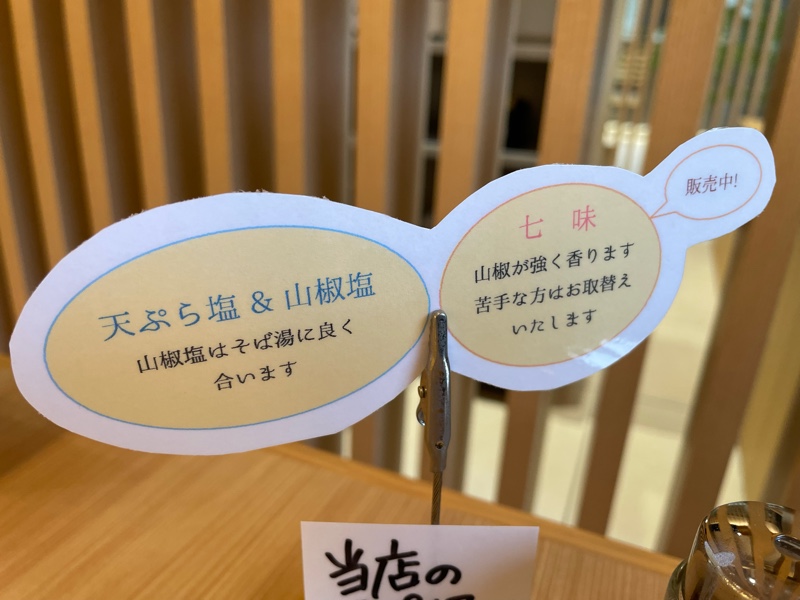 天ぷら塩 & 山椒塩
山椒塩はそば湯に良く
合います
七 味
山椒が強く香ります
苦手な方はお取替え
いたします
販売中!
当店の